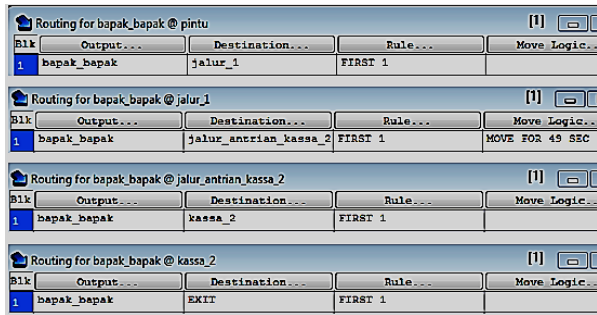 Routing for bapak_bapak @ pintu [1]
Blk Output... Destination... Rule... Move Logic..
1 bapak_bapak jalur_1 FIRST 1
Routing for bapak_bapak @ jalur_1 [1]
Blk Output... Destination... Rule... Move Logic..
1 bapak_bapak jalur_antrian_kassa_2 FIRST 1 MOVE FOR 49 SEC
Routing for bapak_bapak @ jalur_antrian_kassa_2 [1]
Blk Output... Destination... Rule... Move Logic..
1 bapak_bapak kassa_2 FIRST 1
Routing for bapak_bapak @ kassa_2 [1]
Blk Output... Destination... Rule... Move Logic..
1 bapak_bapak EXIT FIRST 1